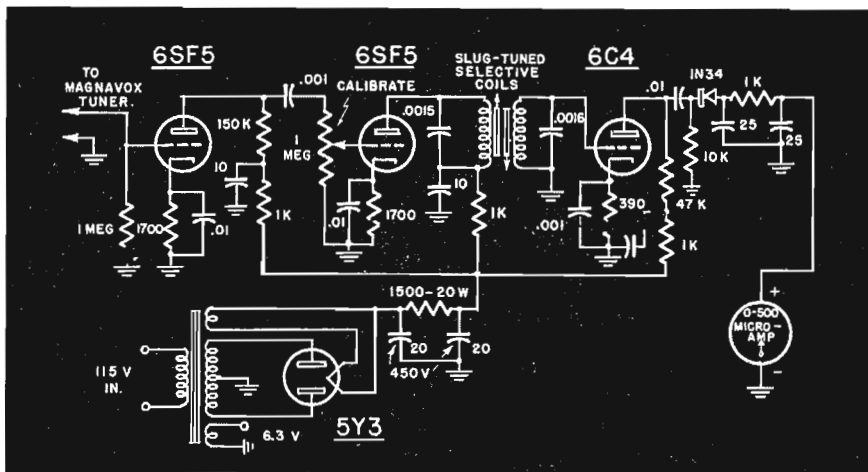 6SF5
6SF5
SLUG-TUNED
SELECTIVE
COILS
6C4
TO
MAGNAVOX
TUNER.
.001
CALIBRATE
.01
1N34
1K
150K
.0015
.0016
1
MEG
25
25
10K
10
10
47K
1K
1K
1K
1 MEG
1700
.01
.01
1700
.001
390
1500-20W
20
20
450V
115 V
IN.
6.3 V
5Y3
+
0-500
MICRO-
AMP
-